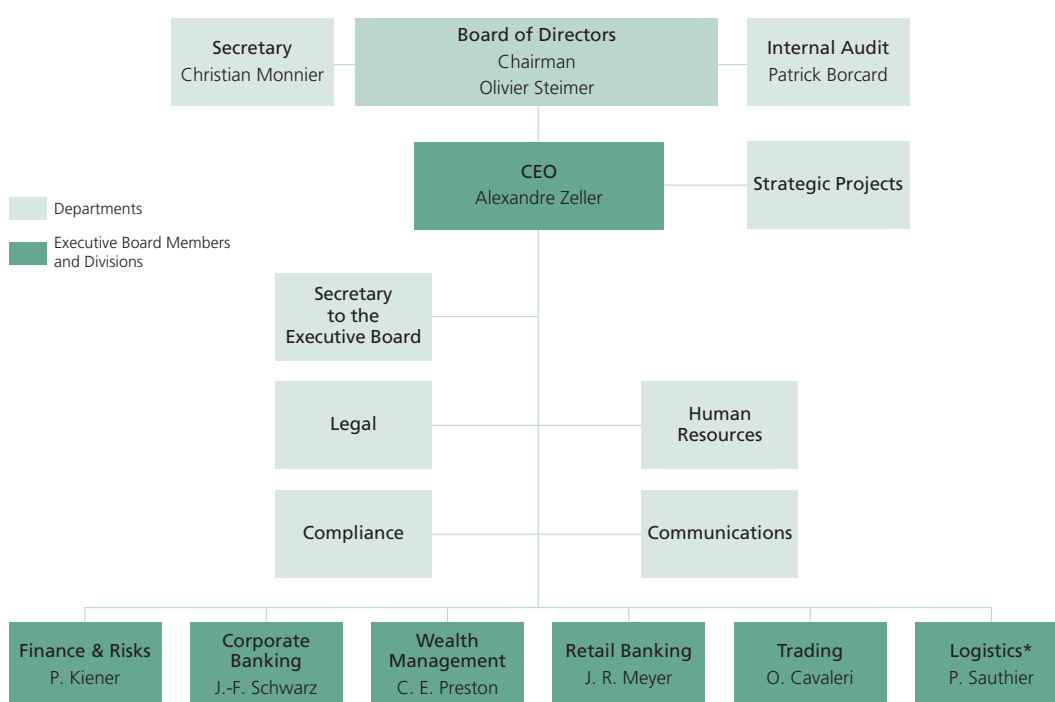 Secretary
Christian Monnier
Board of Directors
Chairman
Olivier Steimer
Internal Audit
Patrick Borcard
CEO
Alexandre Zeller
Strategic Projects
Departments
Executive Board Members
and Divisions
Secretary
to the
Executive Board
Legal
Human
Resources
Compliance
Communications
Finance & Risks
P. Kiener
Corporate
Banking
J.-F. Schwarz
Wealth
Management
C. E. Preston
Retail Banking
J. R. Meyer
Trading
O. Cavaleri
Logistics*
P. Sauthier